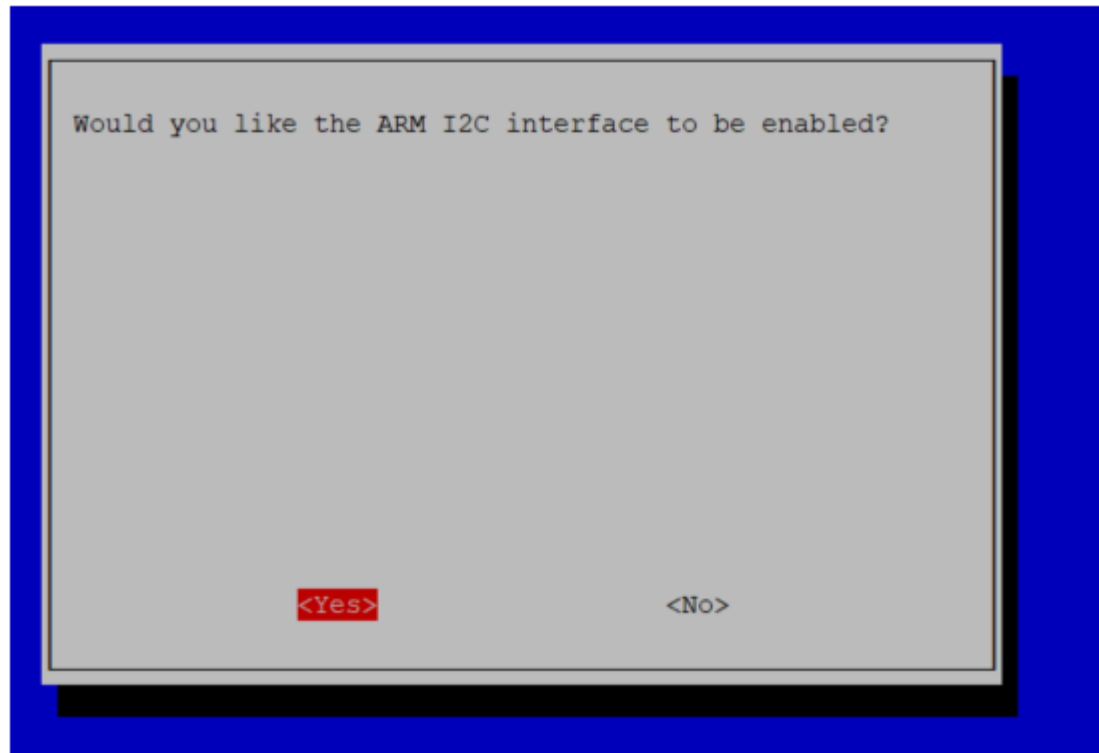 Would you like the ARM I2C interface to be enabled?
<Yes> <No>